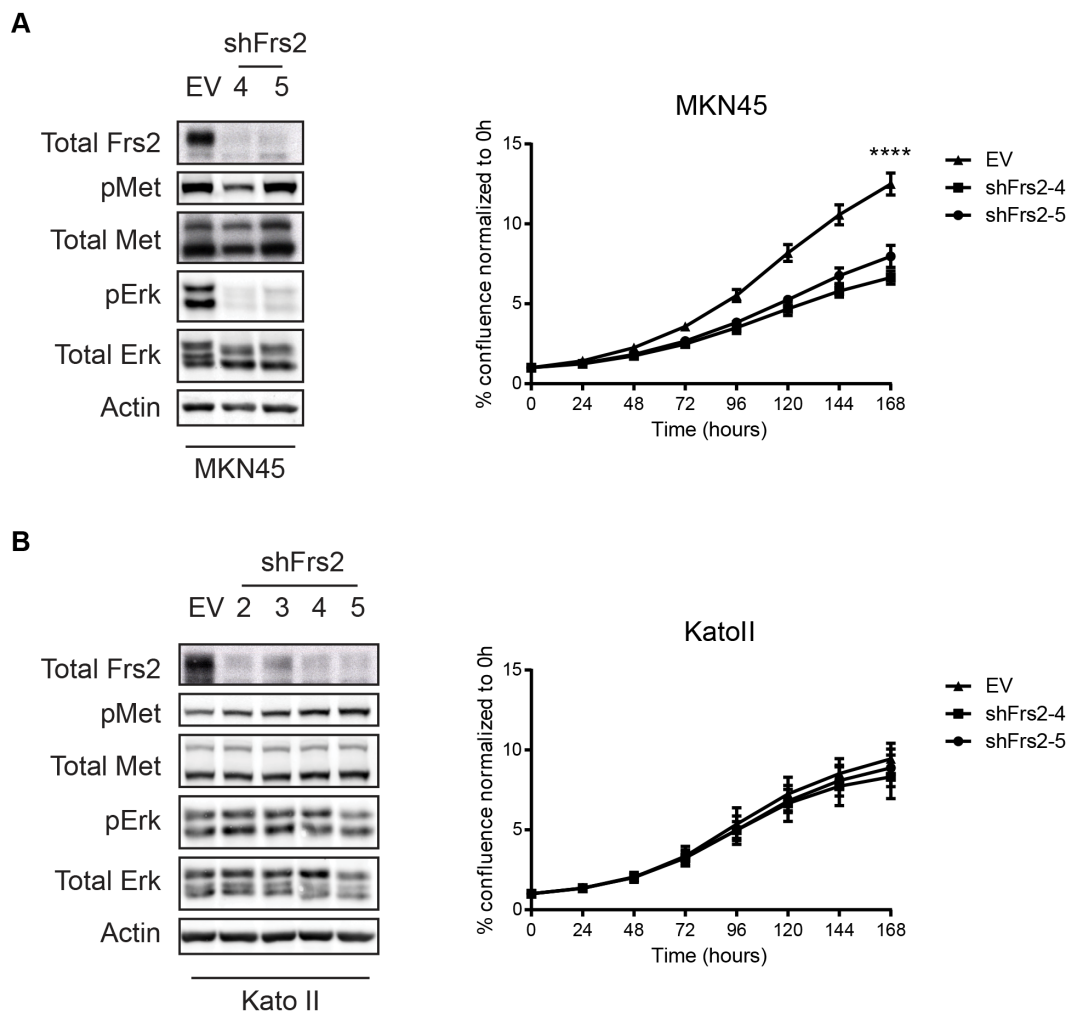 A
shFrs2
EV 4 5
Total Frs2
pMet
Total Met
pErk
Total Erk
Actin
MKN45
MKN45
% confluence normalized to 0h
15
10
5
0
****
0 24 48 72 96 120 144 168
Time (hours)
EV
shFrs2-4
shFrs2-5
B
shFrs2
EV 2 3 4 5
Total Frs2
pMet
Total Met
pErk
Total Erk
Actin
Kato II
KatoII
% confluence normalized to 0h
15
10
5
0
0 24 48 72 96 120 144 168
Time (hours)
EV
shFrs2-4
shFrs2-5